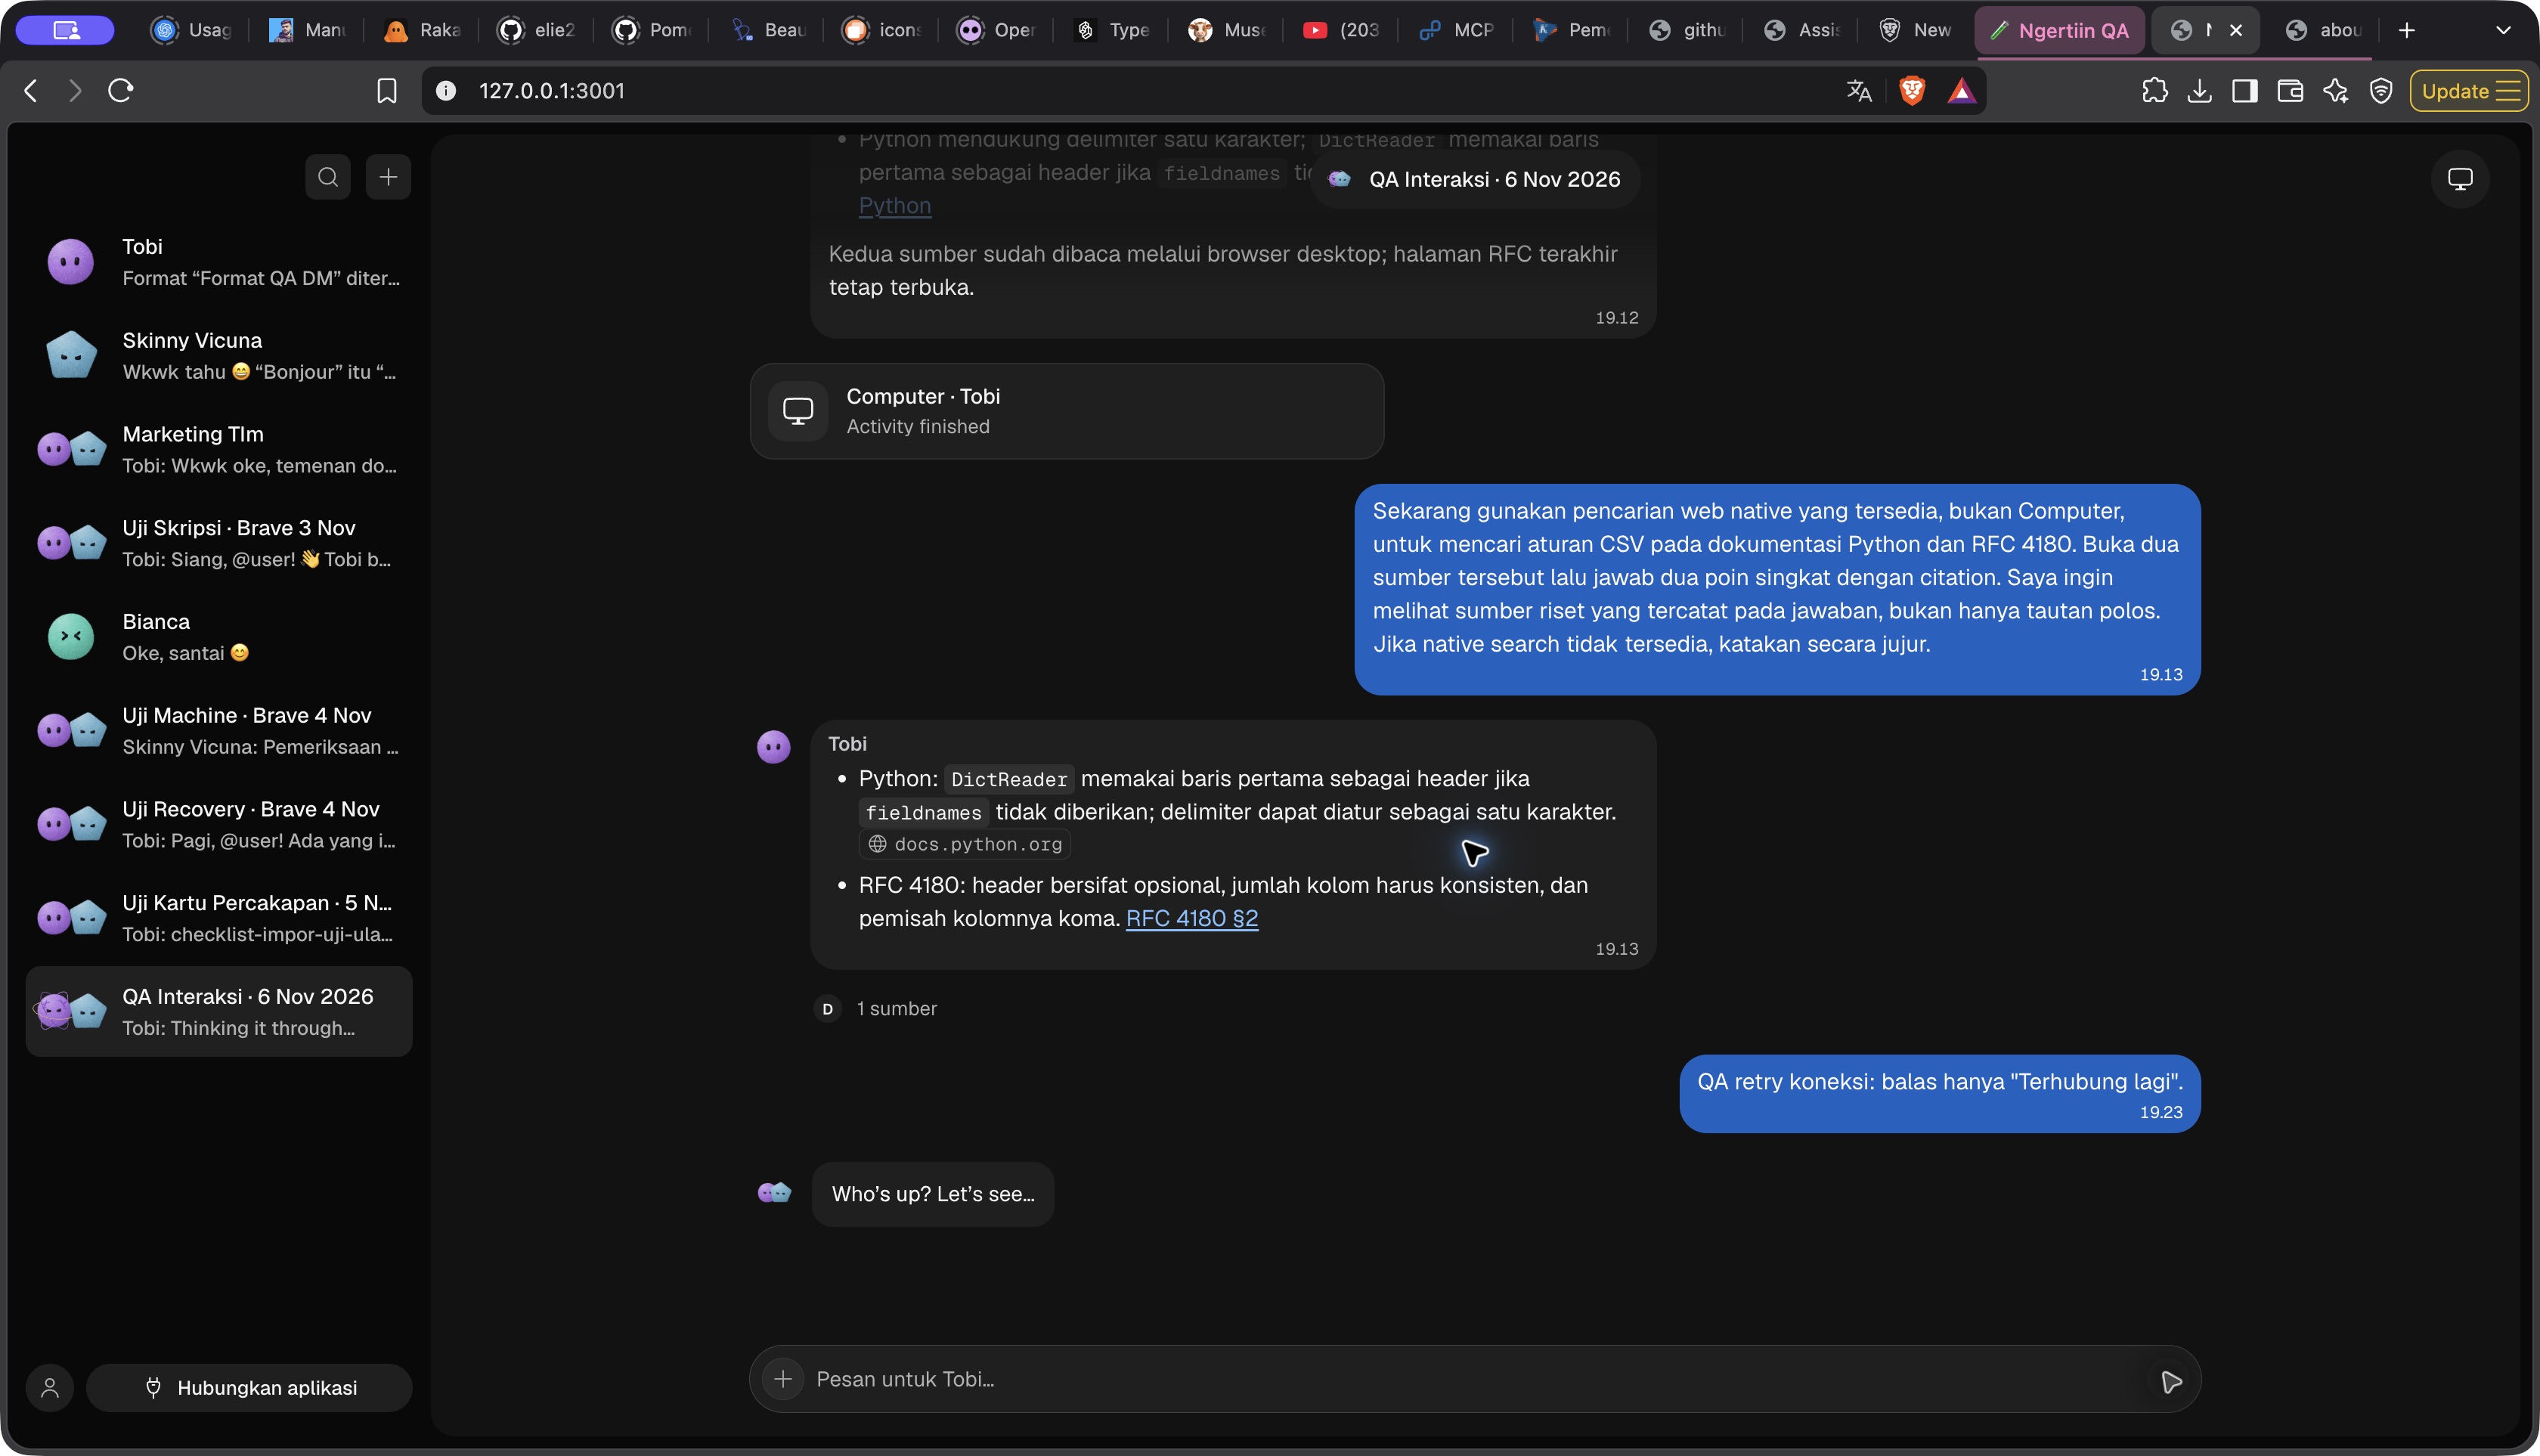 Usag
Manu
Raka
elie2
Pom
Beau
icons
Oper
Type
Muse
(203
MCP
Peme
githu
Assis
New
Ngertiin QA
abou
127.0.0.1:3001
Update
Tobi
Format “Format QA DM” diter...
Skinny Vicuna
Wkwk tahu 😄 “Bonjour” itu “...
Marketing TIm
Tobi: Wkwk oke, temenan do...
Uji Skripsi · Brave 3 Nov
Tobi: Siang, @user! 👋 Tobi b...
Bianca
Oke, santai 😊
Uji Machine · Brave 4 Nov
Skinny Vicuna: Pemeriksaan ...
Uji Recovery · Brave 4 Nov
Tobi: Pagi, @user! Ada yang i...
Uji Kartu Percakapan · 5 N...
Tobi: checklist-impor-uji-ula...
QA Interaksi · 6 Nov 2026
Tobi: Thinking it through...
Hubungkan aplikasi
Python mendukung delimiter satu karakter; DictReader memakai baris
pertama sebagai header jika fieldnames
QA Interaksi · 6 Nov 2026
Python
Kedua sumber sudah dibaca melalui browser desktop; halaman RFC terakhir
tetap terbuka.
19.12
Computer · Tobi
Activity finished
Sekarang gunakan pencarian web native yang tersedia, bukan Computer,
untuk mencari aturan CSV pada dokumentasi Python dan RFC 4180. Buka dua
sumber tersebut lalu jawab dua poin singkat dengan citation. Saya ingin
melihat sumber riset yang tercatat pada jawaban, bukan hanya tautan polos.
Jika native search tidak tersedia, katakan secara jujur.
19.13
Tobi
Python: DictReader memakai baris pertama sebagai header jika
fieldnames tidak diberikan; delimiter dapat diatur sebagai satu karakter.
docs.python.org
RFC 4180: header bersifat opsional, jumlah kolom harus konsisten, dan
pemisah kolomnya koma. RFC 4180 §2
19.13
D 1 sumber
QA retry koneksi: balas hanya "Terhubung lagi".
19.23
Who’s up? Let’s see...
Pesan untuk Tobi...